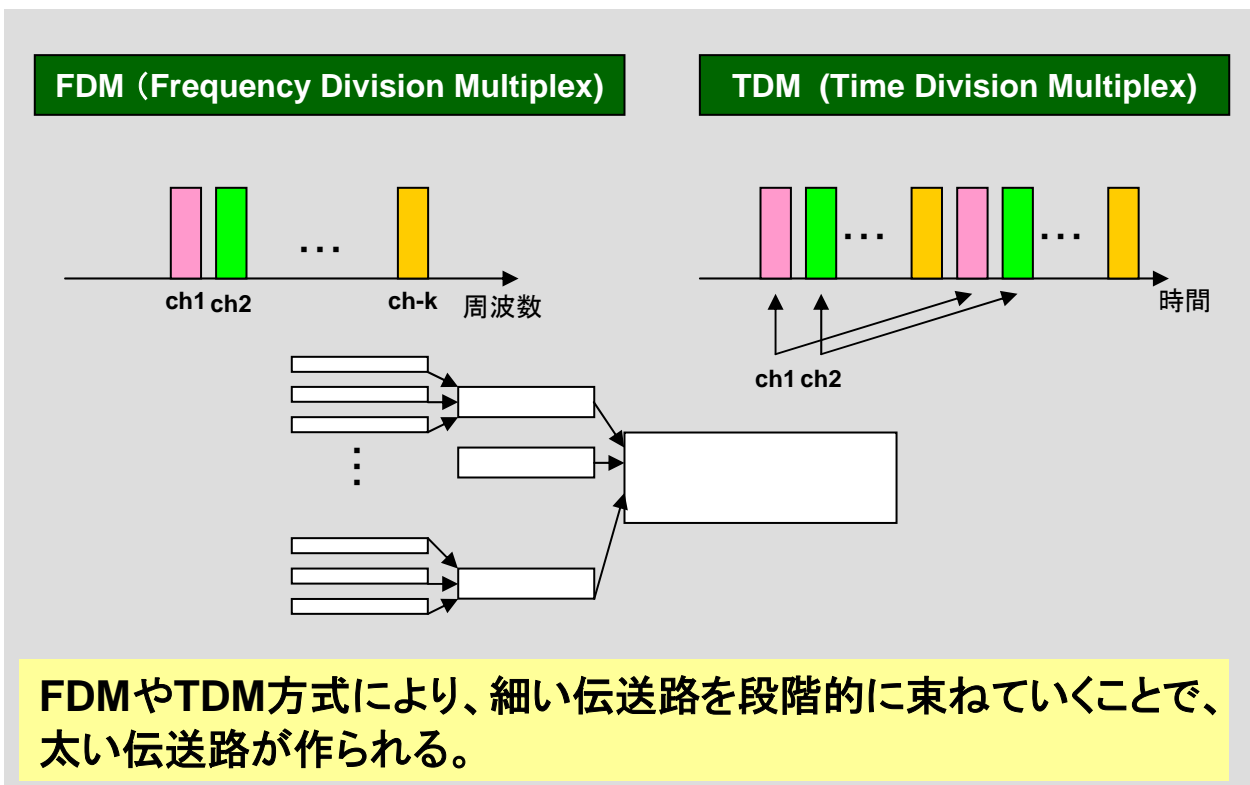 FDM（Frequency Division Multiplex)
TDM (Time Division Multiplex)
...
ch1 ch2
ch-k
周波数
... ...
時間
ch1 ch2
...
FDMやTDM方式により、細い伝送路を段階的に束ねていくことで、
太い伝送路が作られる。